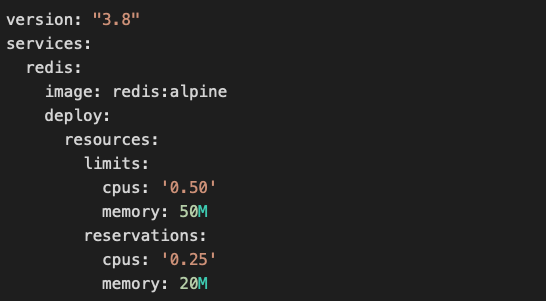 version: "3.8"
services:
  redis:
    image: redis:alpine
    deploy:
      resources:
        limits:
          cpus: '0.50'
          memory: 50M
        reservations:
          cpus: '0.25'
          memory: 20M